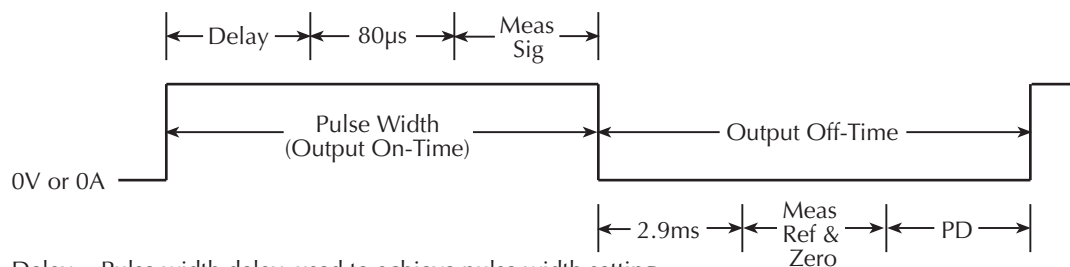 Delay
80µs
Meas
Sig
Pulse Width
(Output On-Time)
Output Off-Time
0V or 0A
2.9ms
Meas
Ref &
Zero
PD
Delay = Pulse width delay used to achieve pulse width setting